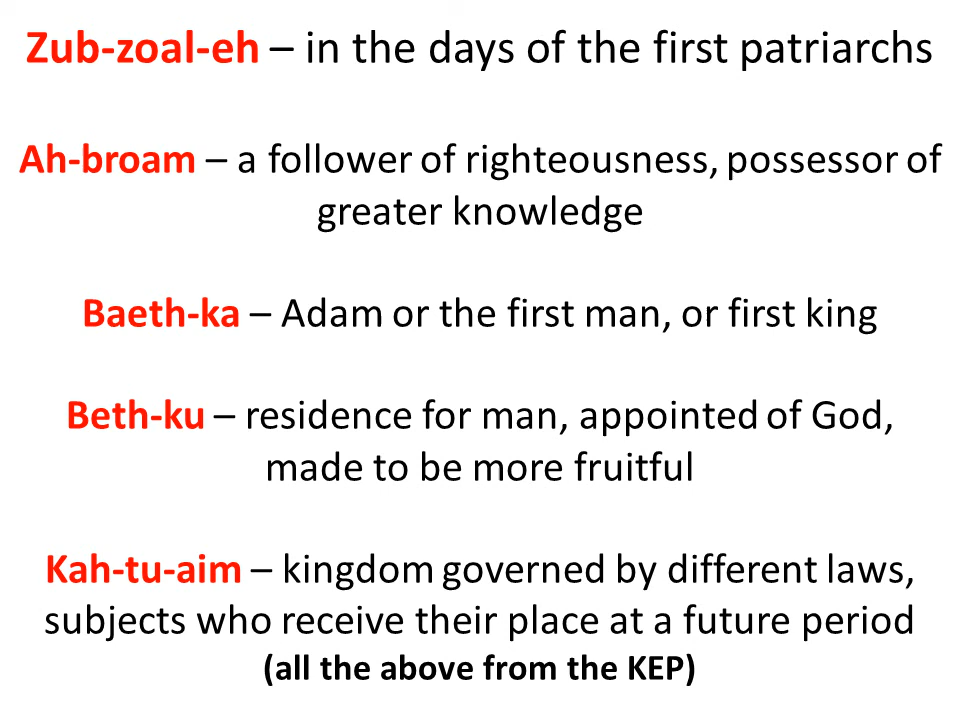 Zub-zoal-eh – in the days of the first patriarchs
Ah-broam – a follower of righteousness, possessor of
greater knowledge
Baeth-ka – Adam or the first man, or first king
Beth-ku – residence for man, appointed of God,
made to be more fruitful
Kah-tu-aim – kingdom governed by different laws,
subjects who receive their place at a future period
(all the above from the KEP)